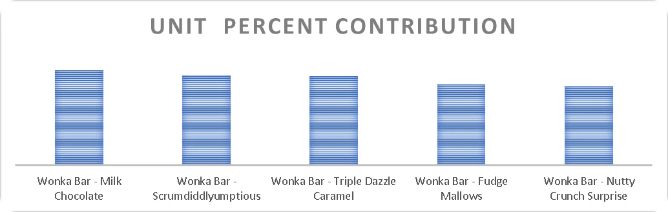 UNIT PERCENT CONTRIBUTION
Wonka Bar - Milk
Chocolate
Wonka Bar -
Scrumdiddlyumptious
Wonka Bar - Triple Dazzle
Caramel
Wonka Bar - Fudge
Mallows
Wonka Bar - Nutty
Crunch Surprise